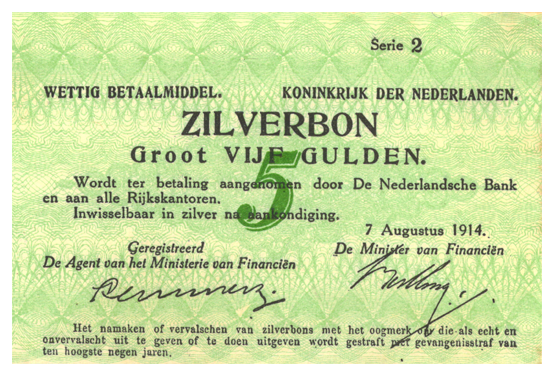 Serie 2
WETTIG BETAALMIDDEL. KONINKRIJK DER NEDERLANDEN.
ZILVERBON
Groot VIJF GULDEN.
5
Wordt ter betaling aangenomen door De Nederlandsche Bank
en aan alle Rijkskantoren.
Inwisselbaar in zilver na aankondiging.
7 Augustus 1914.
Geregistreerd
De Agent van het Ministerie van Financiën
De Minister van Financiën
Het namaken of vervalschen van zilverbons met het oogmerk om die als echt en
onvervalscht uit te geven of te doen uitgeven wordt gestraft met gevangenisstraf van
ten hoogste negen jaren.